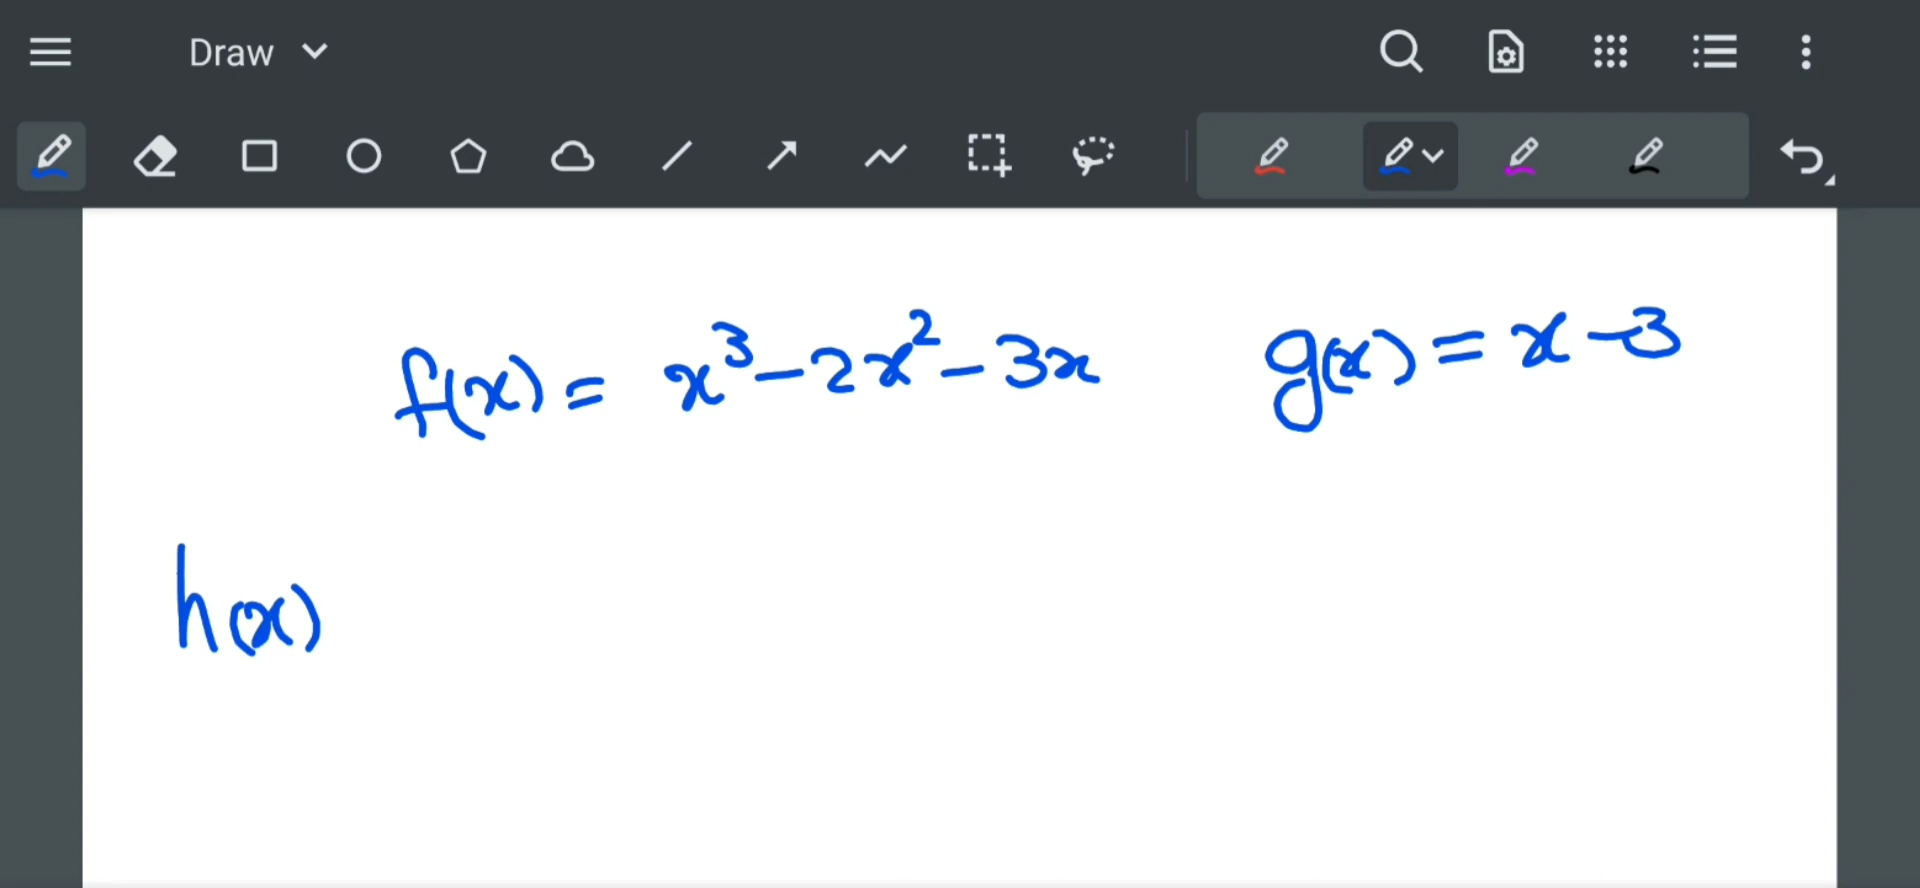 Draw
f(x) = x³ - 2x² - 3x g(x) = x - 3
h(x)